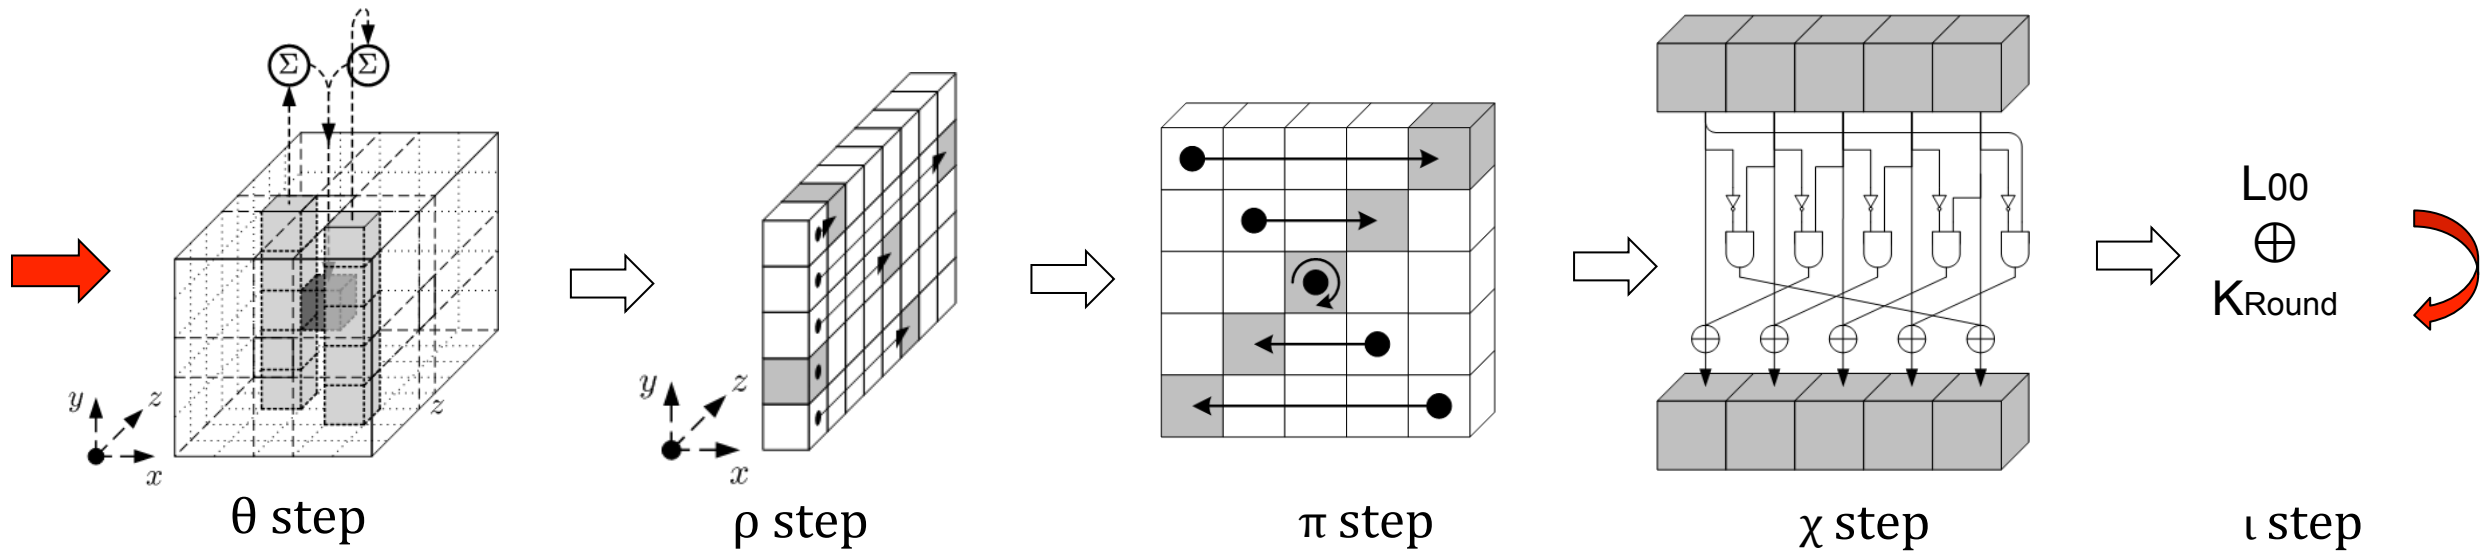 Σ Σ
y
z
x
z
θ step
y
z
x
ρ step
π step
χ step
L00
⊕
KRound
ι step